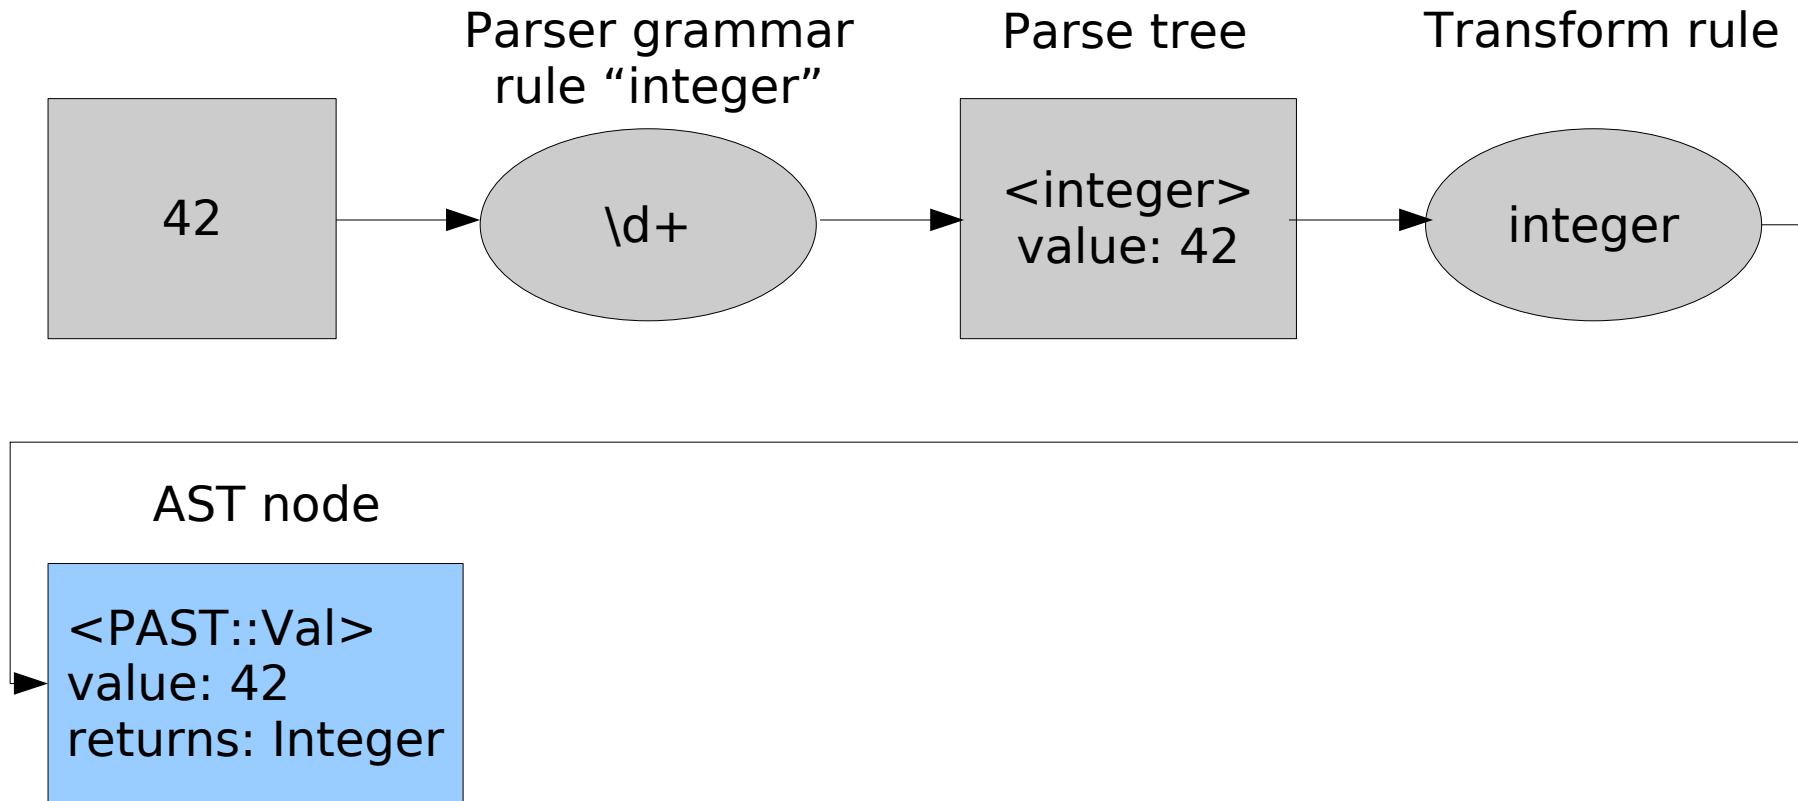 Parser grammar
rule “integer”
Parse tree
Transform rule
42
\d+
<integer>
value: 42
integer
AST node
<PAST::Val>
value: 42
returns: Integer